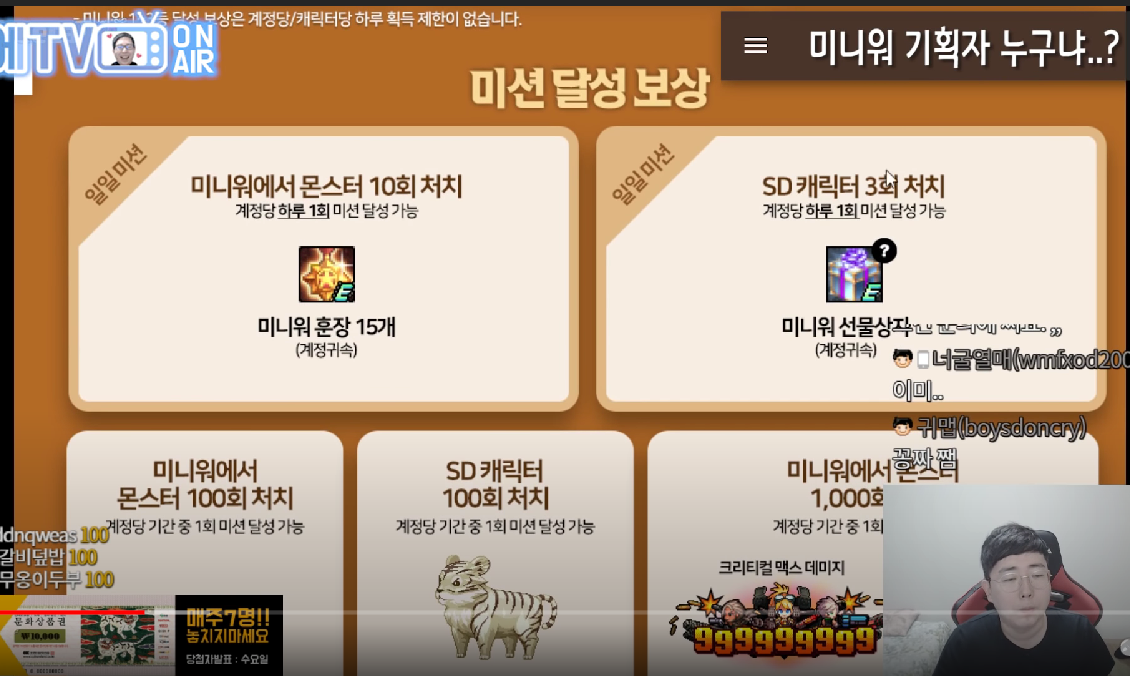 달성 보상은 계정당/캐릭터당 하루 획득 제한이 없습니다.
TV
ON
AIR
미니워 기획자 누구냐..?
미션 달성 보상
일일 미션
미니워에서 몬스터 10회 처치
계정당 하루 1회 미션 달성 가능
E
미니워 훈장 15개
(계정귀속)
일일 미션
SD 캐릭터 3회 처치
계정당 하루 1회 미션 달성 가능
?
E
미니워 선물상자
(계정귀속)
너굴열매(wmfxod200
이미..
귀맵(boysdoncry)
꽁짜 쨈
미니워에서
몬스터 100회 처치
계정당 기간 중 1회 미션 달성 가능
SD 캐릭터
100회 처치
계정당 기간 중 1회 미션 달성 가능
미니워에서 몬스터
1,000회
계정당 기간 중 1회
크리티컬 맥스 데미지
999999999
ddnqweas 100
갈비덮밥 100
무옹이두부 100
문화상품권
₩10,000
매주7명!!
놓치지마세요
당첨자발표 : 수요일